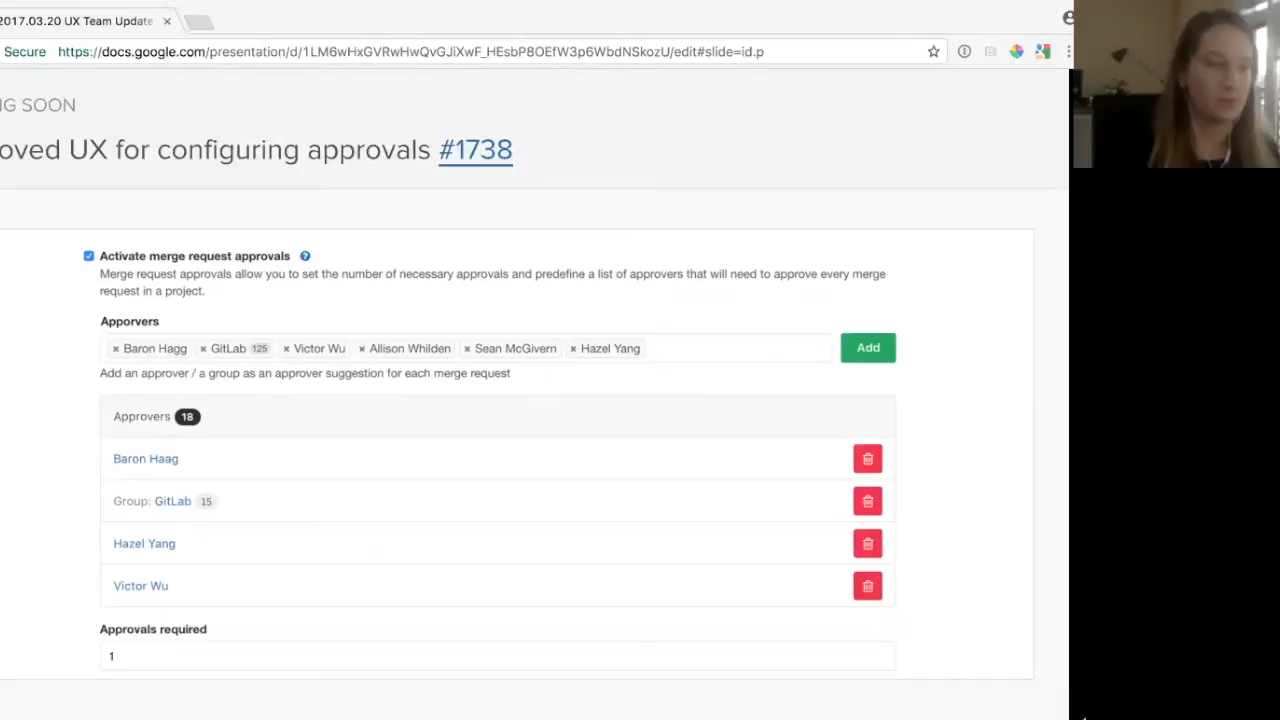 2017.03.20 UX Team Update ×
Secure https://docs.google.com/presentation/d/1LM6wHxGVRwHwQvGJiXwF_HEsbP8OEfW3p6WbdNSkozU/edit#slide=id.p
NG SOON
oved UX for configuring approvals #1738
Activate merge request approvals ?
Merge request approvals allow you to set the number of necessary approvals and predefine a list of approvers that will need to approve every merge
request in a project.
Apporvers
× Baron Hagg × GitLab 125 × Victor Wu × Allison Whilden × Sean McGivern × Hazel Yang Add
Add an approver / a group as an approver suggestion for each merge request
Approvers 18
Baron Haag
Group: GitLab 15
Hazel Yang
Victor Wu
Approvals required
1